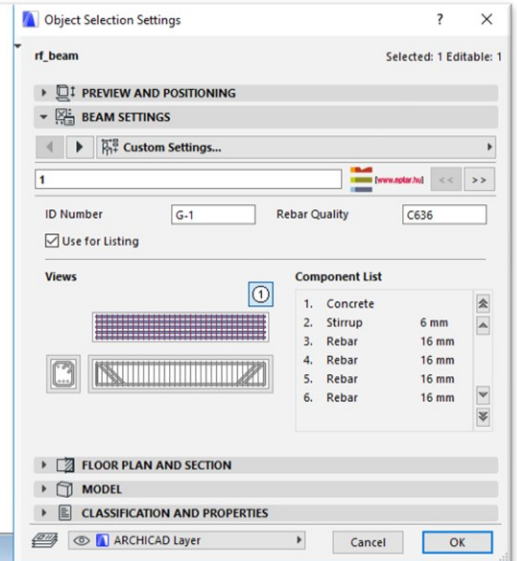 Object Selection Settings ? ×
rf_beam Selected: 1 Editable: 1
PREVIEW AND POSITIONING
BEAM SETTINGS
Custom Settings...
1 [www.eptar.hu] << >>
ID Number G-1 Rebar Quality C636
Use for Listing
Views Component List
1
1. Concrete
2. Stirrup 6 mm
3. Rebar 16 mm
4. Rebar 16 mm
5. Rebar 16 mm
6. Rebar 16 mm
FLOOR PLAN AND SECTION
MODEL
CLASSIFICATION AND PROPERTIES
ARCHICAD Layer Cancel OK